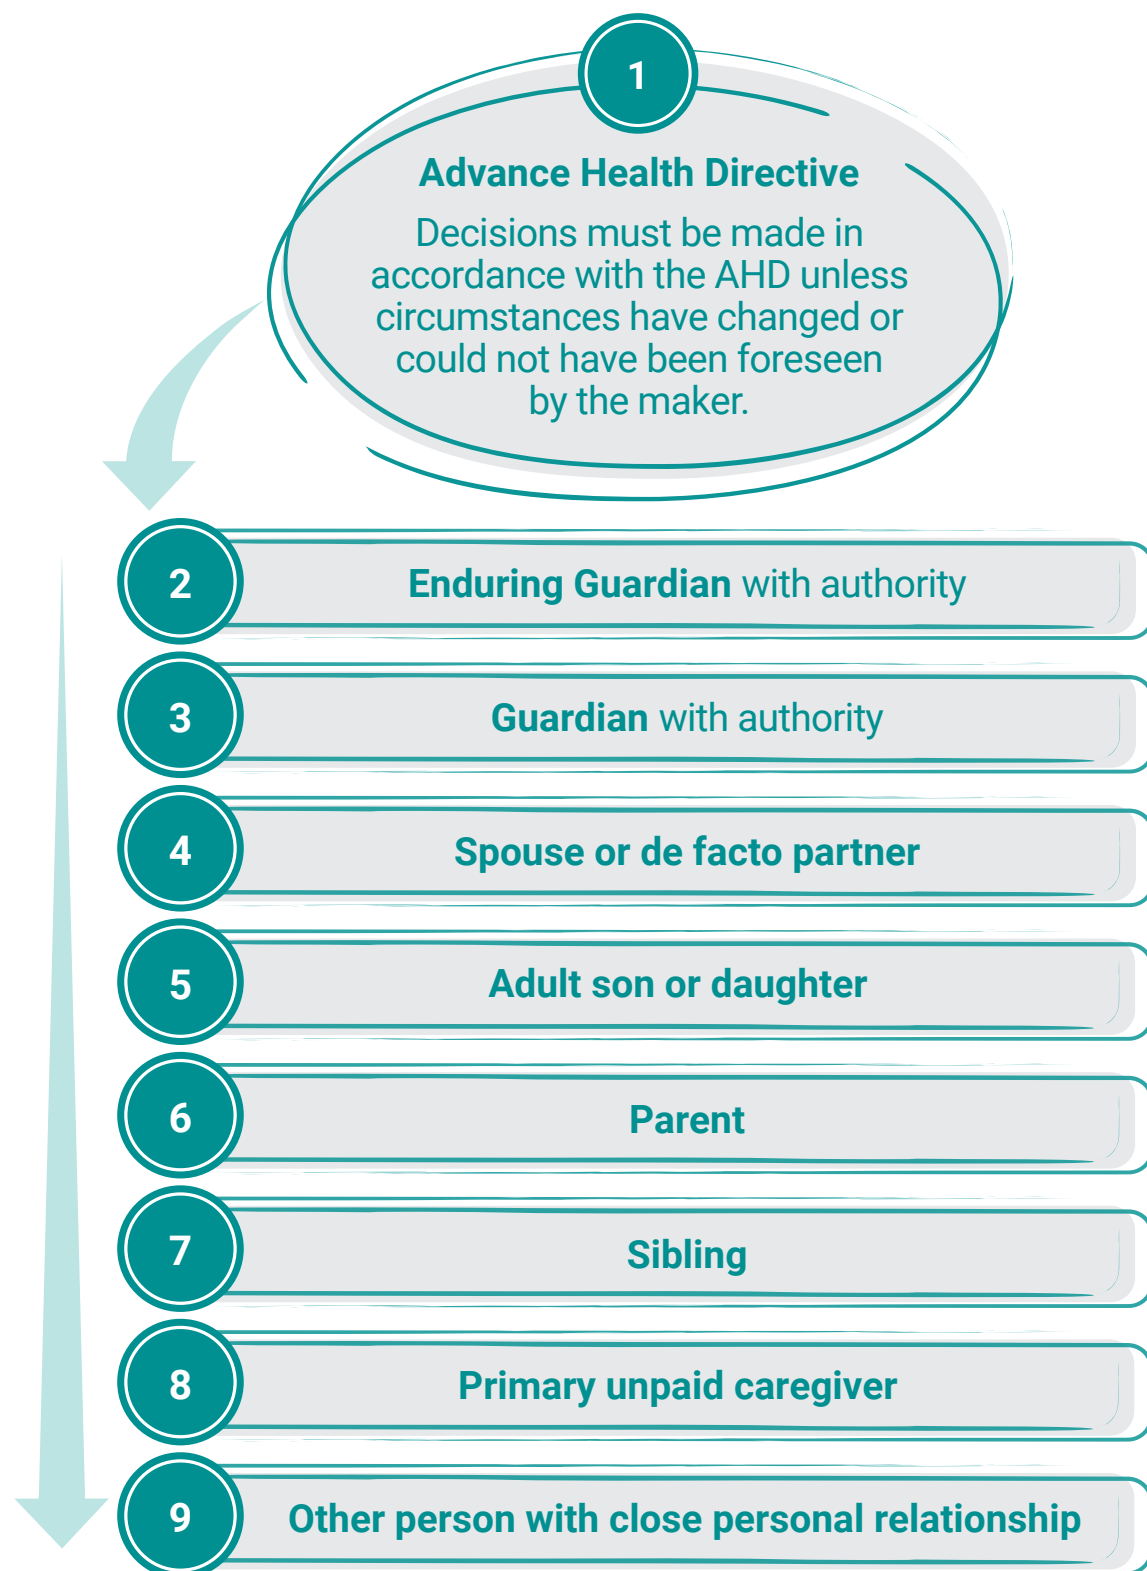 1
Advance Health Directive
Decisions must be made in
accordance with the AHD unless
circumstances have changed or
could not have been foreseen
by the maker.
2
Enduring Guardian with authority
3
Guardian with authority
4
Spouse or de facto partner
5
Adult son or daughter
6
Parent
7
Sibling
8
Primary unpaid caregiver
9
Other person with close personal relationship